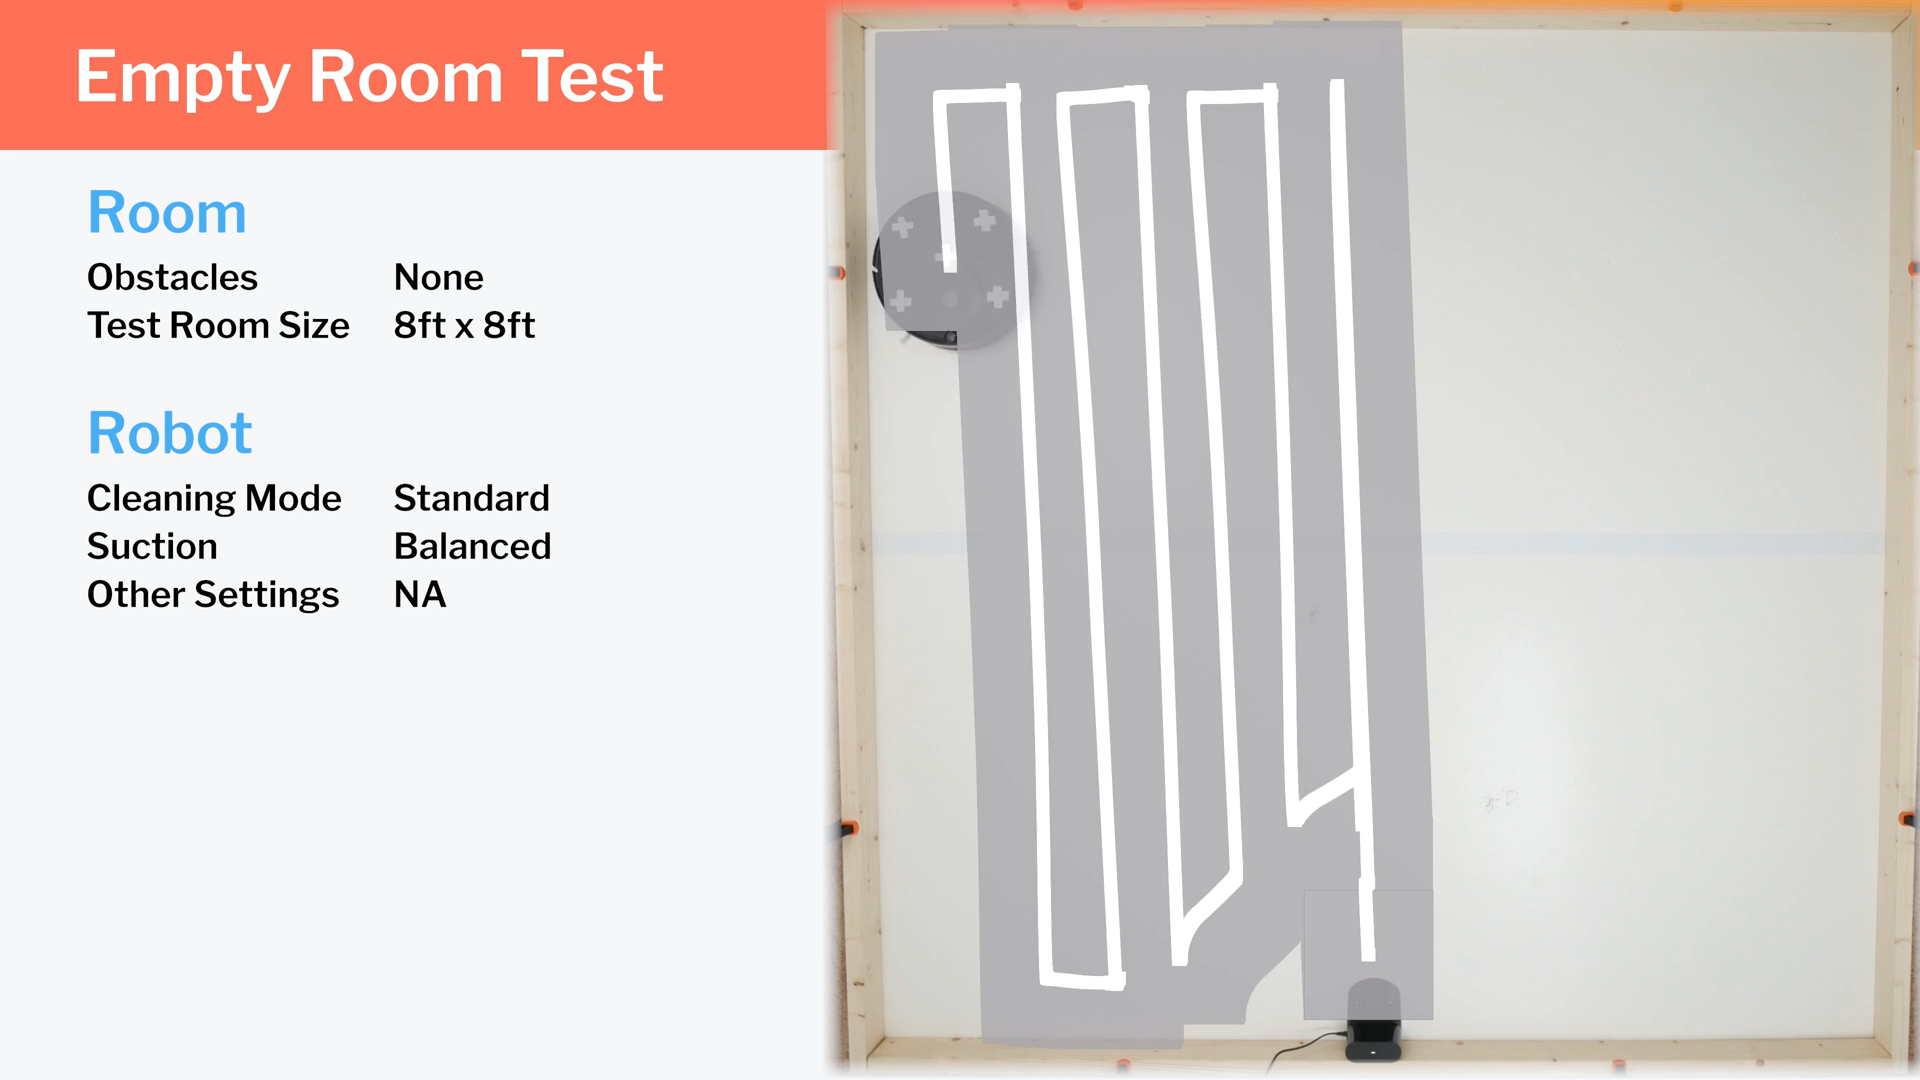 Empty Room Test
Room
Obstacles None
Test Room Size 8ft x 8ft
Robot
Cleaning Mode Standard
Suction Balanced
Other Settings NA